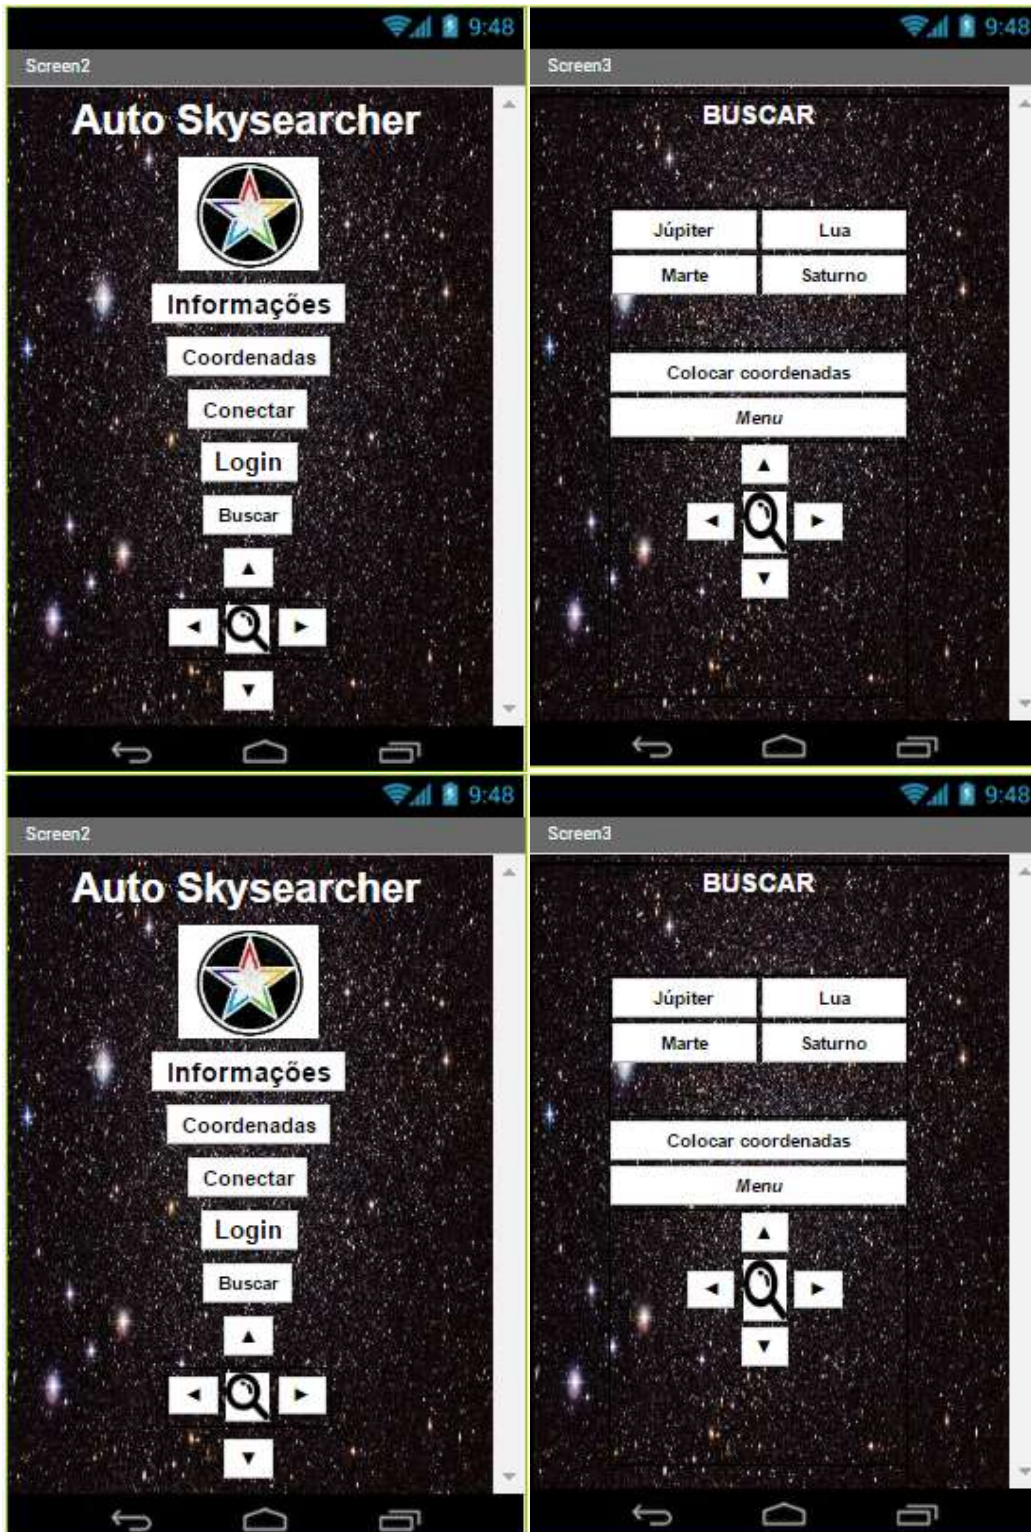 9:48
Screen2
Auto Skysearcher
Informações
Coordenadas
Conectar
Login
Buscar
▲
◄ ►
▼
9:48
Screen3
BUSCAR
Júpiter Lua
Marte Saturno
Colocar coordenadas
Menu
▲
◄ ►
▼
9:48
Screen2
Auto Skysearcher
Informações
Coordenadas
Conectar
Login
Buscar
▲
◄ ►
▼
9:48
Screen3
BUSCAR
Júpiter Lua
Marte Saturno
Colocar coordenadas
Menu
▲
◄ ►
▼